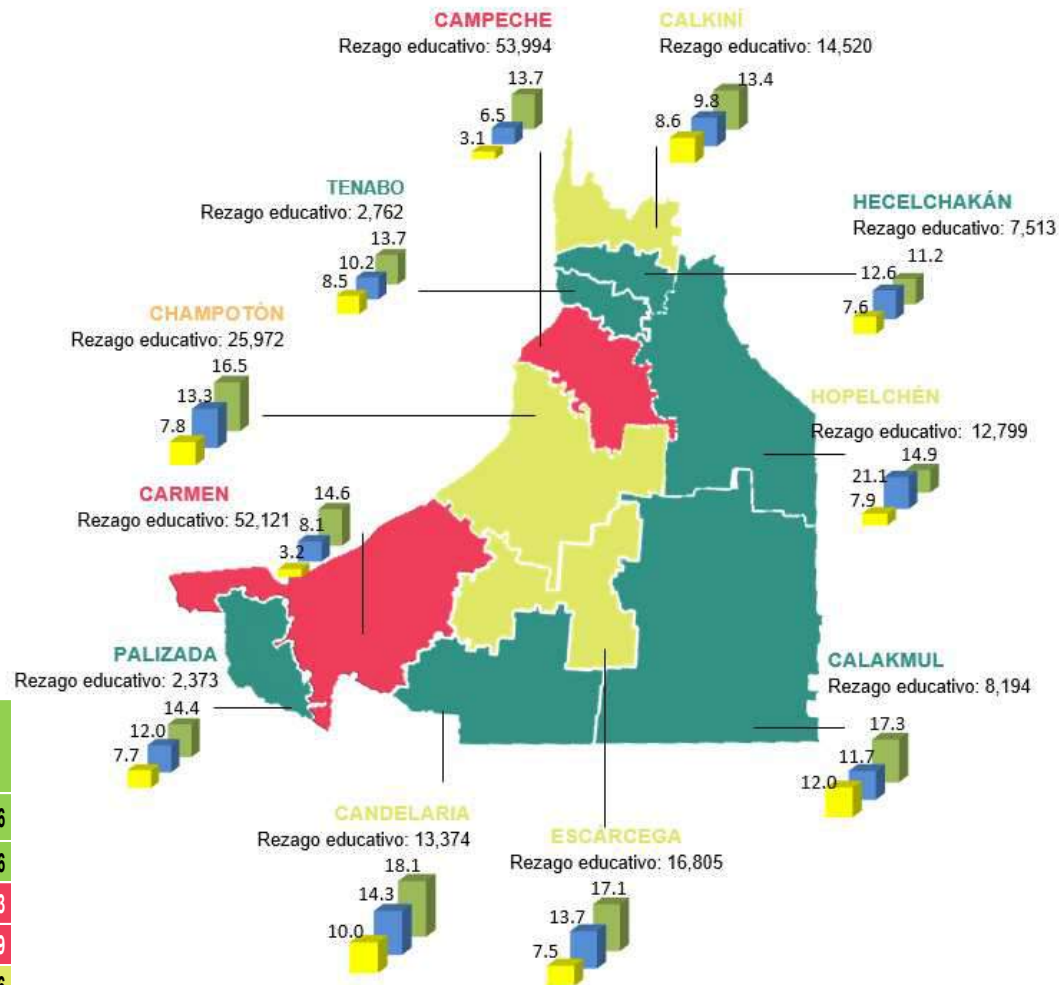 CAMPECHE
Rezago educativo: 53,994
13.7
6.5
3.1
CALKINÍ
Rezago educativo: 14,520
13.4
9.8
8.6
TENABO
Rezago educativo: 2,762
13.7
10.2
8.5
HECELCHAKÁN
Rezago educativo: 7,513
11.2
12.6
7.6
CHAMPOTÓN
Rezago educativo: 25,972
16.5
13.3
7.8
HOPELCHÉN
Rezago educativo: 12,799
14.9
21.1
7.9
CARMEN
Rezago educativo: 52,121
14.6
8.1
3.2
PALIZADA
Rezago educativo: 2,373
14.4
12.0
7.7
CALAKMUL
Rezago educativo: 8,194
17.3
11.7
12.0
CANDELARIA
Rezago educativo: 13,374
18.1
14.3
10.0
ESCÁRCEGA
Rezago educativo: 16,805
17.1
13.7
7.5